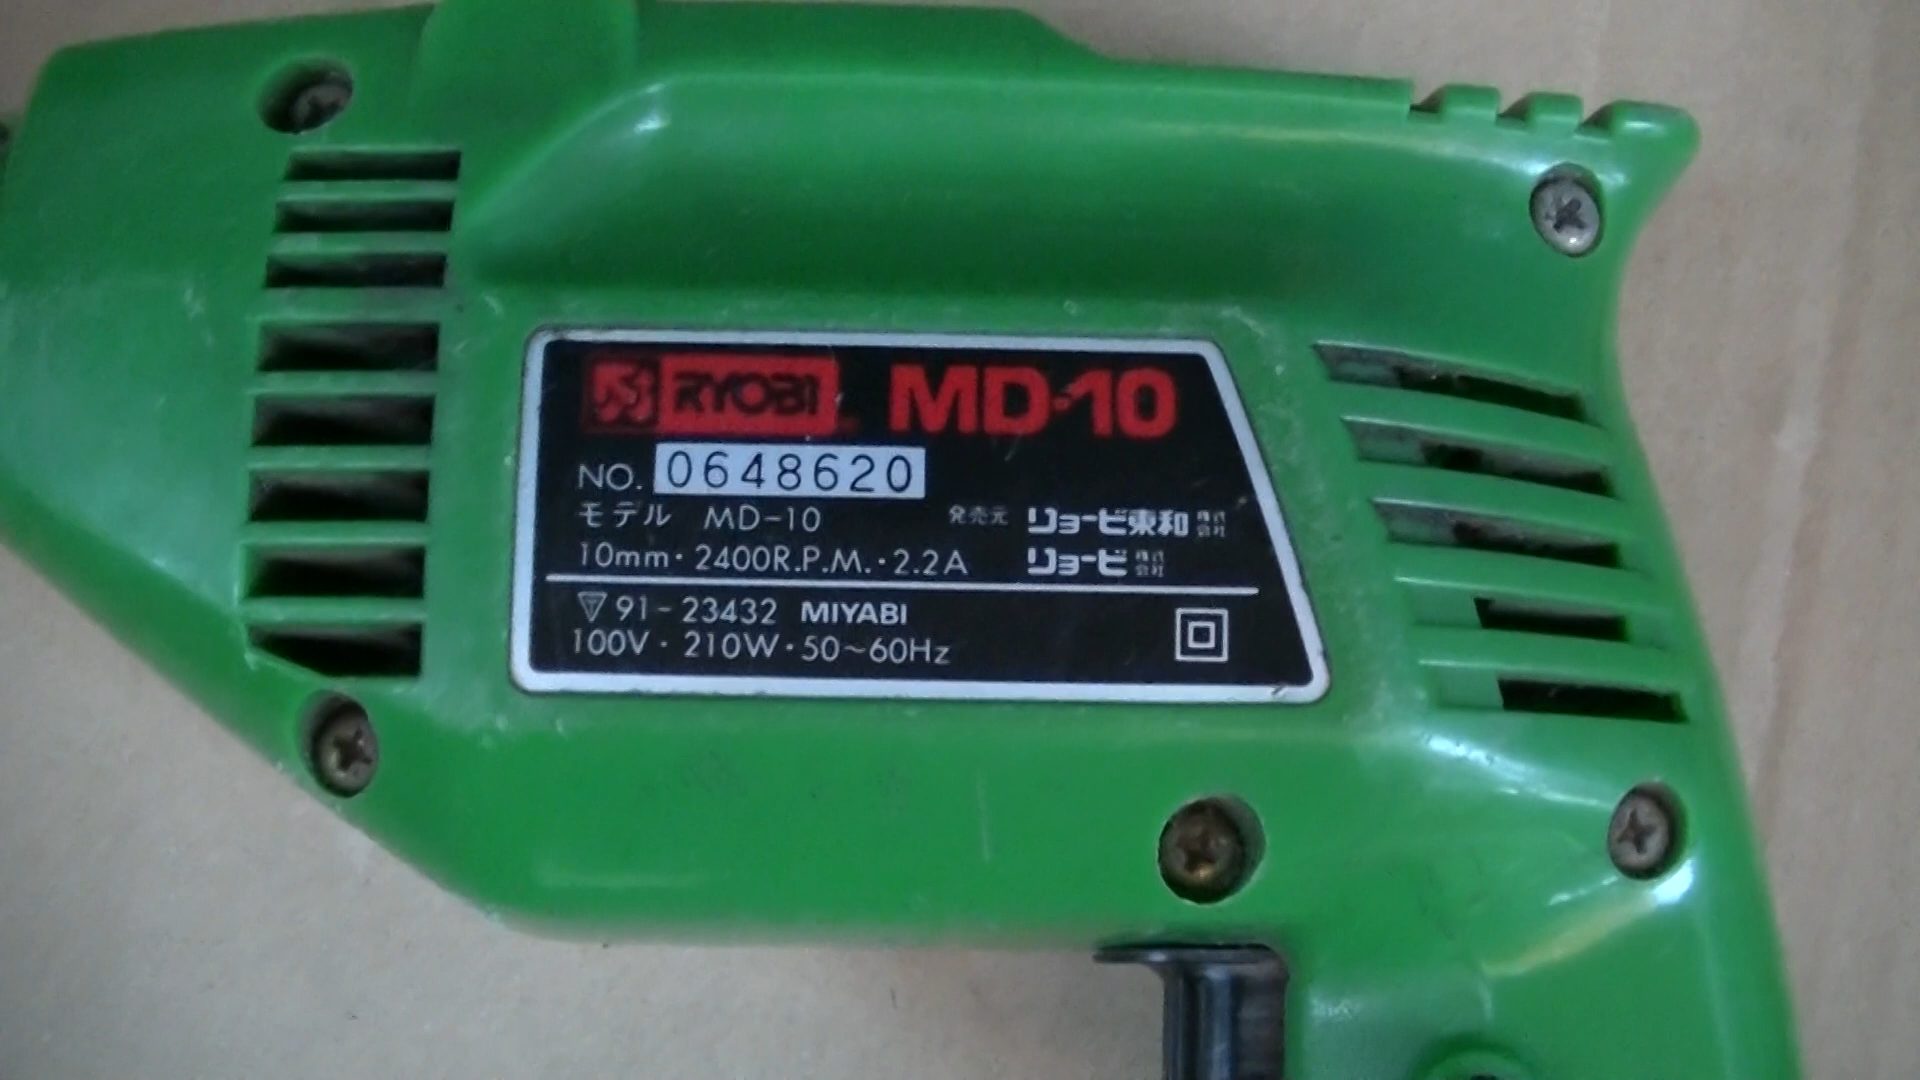 RYOBI MD-10
NO. 0648620
モデル MD-10 発売元 リョービ東和株式会社
10mm・2400R.P.M.・2.2A リョービ株式会社
91-23432 MIYABI
100V・210W・50~60Hz